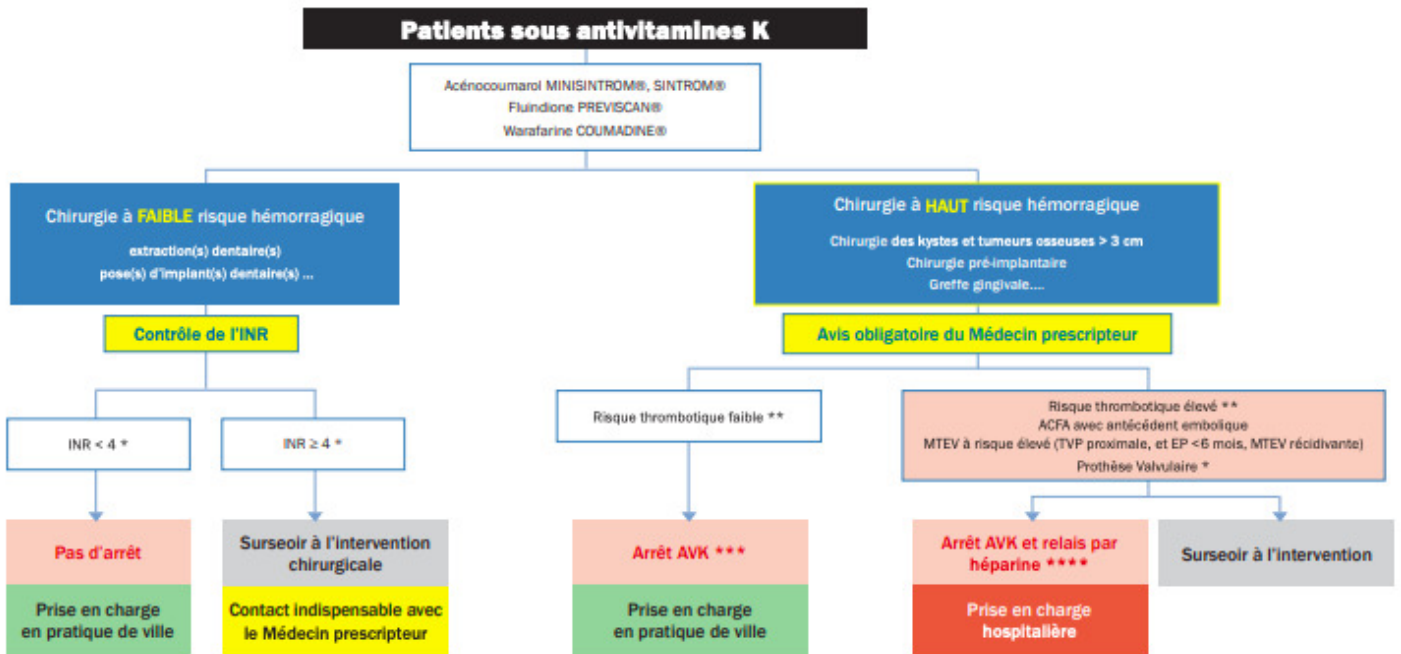 Patients sous antivitamines K
Acénocoumarol MINISINTROM®, SINTROM®
Fluindione PREVISCAN®
Warafarine COUMADINE®
Chirurgie à FAIBLE risque hémorragique
extraction(s) dentaire(s)
pose(s) d'implant(s) dentaire(s) ...
Chirurgie à HAUT risque hémorragique
Chirurgie des kystes et tumeurs osseuses > 3 cm
Chirurgie pré-implantaire
Greffe gingivale....
Contrôle de l'INR
Avis obligatoire du Médecin prescripteur
INR < 4 *
INR ≥ 4 *
Risque thrombotique faible **
Risque thrombotique élevé **
ACFA avec antécédent embolique
MTEV à risque élevé (TVP proximale, et EP <6 mois, MTEV récidivante)
Prothèse Valvulaire *
Pas d'arrêt
Prise en charge
en pratique de ville
Surseoir à l'intervention
chirurgicale
Contact indispensable avec
le Médecin prescripteur
Arrêt AVK ***
Prise en charge
en pratique de ville
Arrêt AVK et relais par
héparine ****
Prise en charge
hospitalière
Surseoir à l'intervention